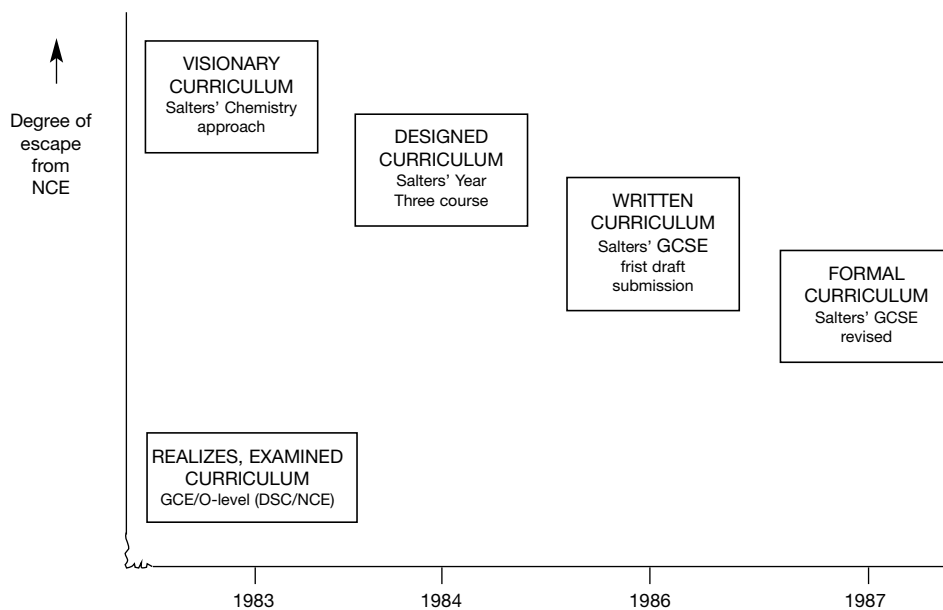 Degree of
escape
from
NCE
VISIONARY
CURRICULUM
Salters' Chemistry
approach
DESIGNED
CURRICULUM
Salters' Year
Three course
WRITTEN
CURRICULUM
Salters' GCSE
frist draft
submission
FORMAL
CURRICULUM
Salters' GCSE
revised
REALIZES, EXAMINED
CURRICULUM
GCE/O-level (DSC/NCE)
1983 1984 1986 1987